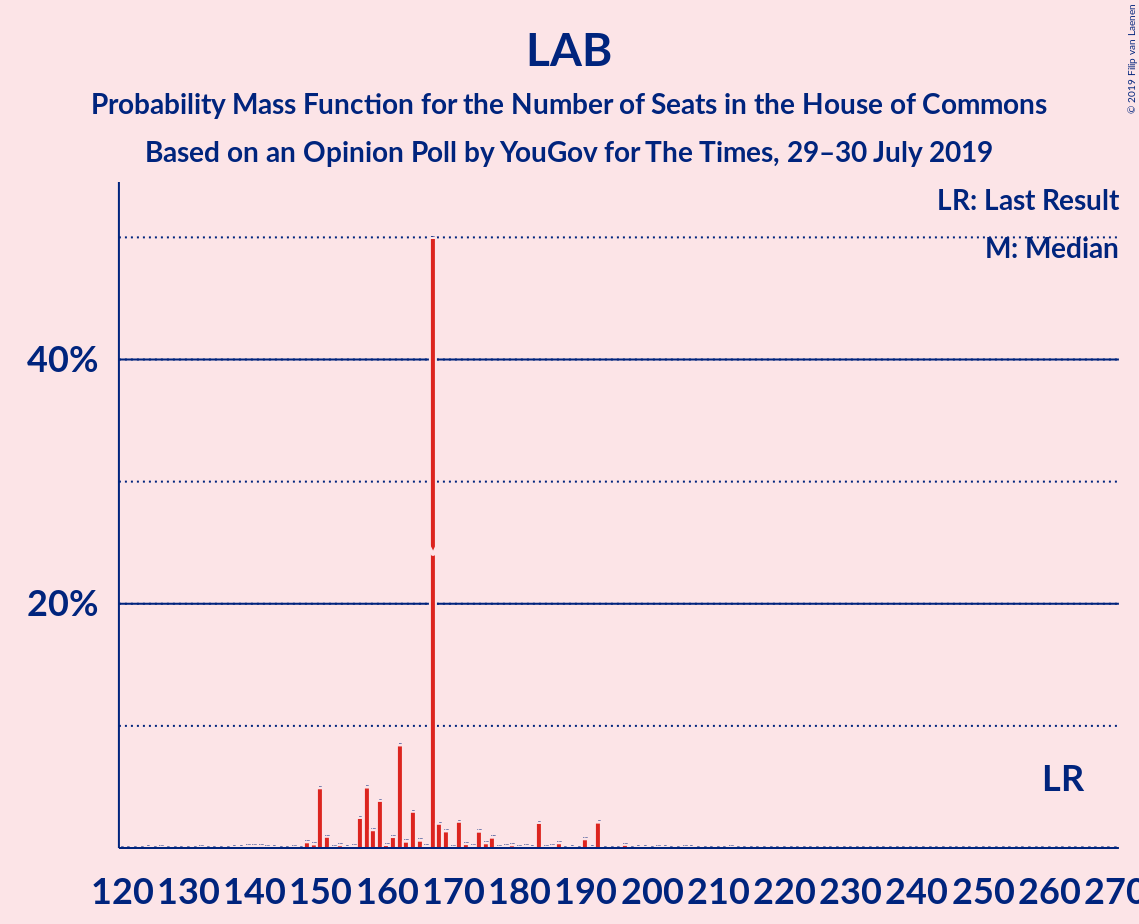 LAB
Probability Mass Function for the Number of Seats in the House of Commons
Based on an Opinion Poll by YouGov for The Times, 29–30 July 2019
© 2019 Filip van Laenen
LR: Last Result
M: Median
40%
20%
LR
120 130 140 150 160 170 180 190 200 210 220 230 240 250 260 270